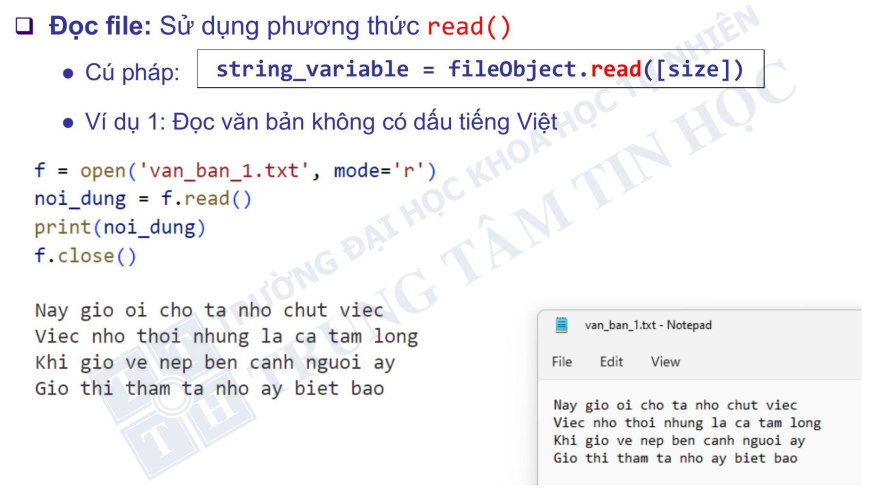 Đọc file: Sử dụng phương thức read()
Cú pháp: string_variable = fileObject.read([size])
Ví dụ 1: Đọc văn bản không có dấu tiếng Việt
f = open('van_ban_1.txt', mode='r')
noi_dung = f.read()
print(noi_dung)
f.close()
Nay gio oi cho ta nho chut viec
Viec nho thoi nhung la ca tam long
Khi gio ve nep ben canh nguoi ay
Gio thi tham ta nho ay biet bao
van_ban_1.txt - Notepad
File Edit View
Nay gio oi cho ta nho chut viec
Viec nho thoi nhung la ca tam long
Khi gio ve nep ben canh nguoi ay
Gio thi tham ta nho ay biet bao
TRƯỜNG ĐẠI HỌC KHOA HỌC TỰ NHIÊN
TRUNG TÂM TIN HỌC